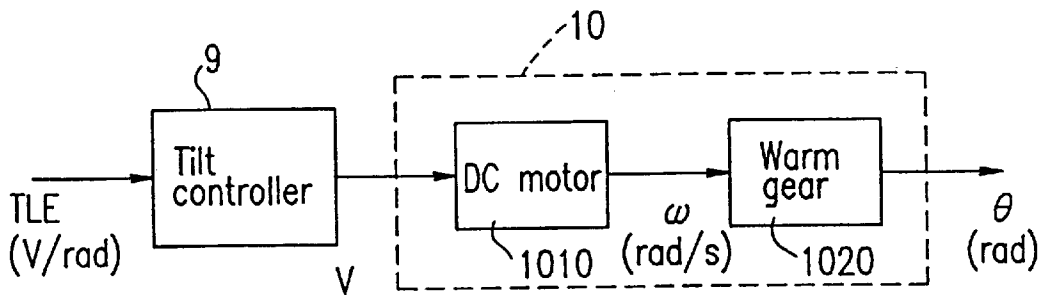 10
9
Tilt
controller
DC motor
Warm
gear
TLE
(V/rad)
V
1010
ω
(rad/s)
1020
θ
(rad)